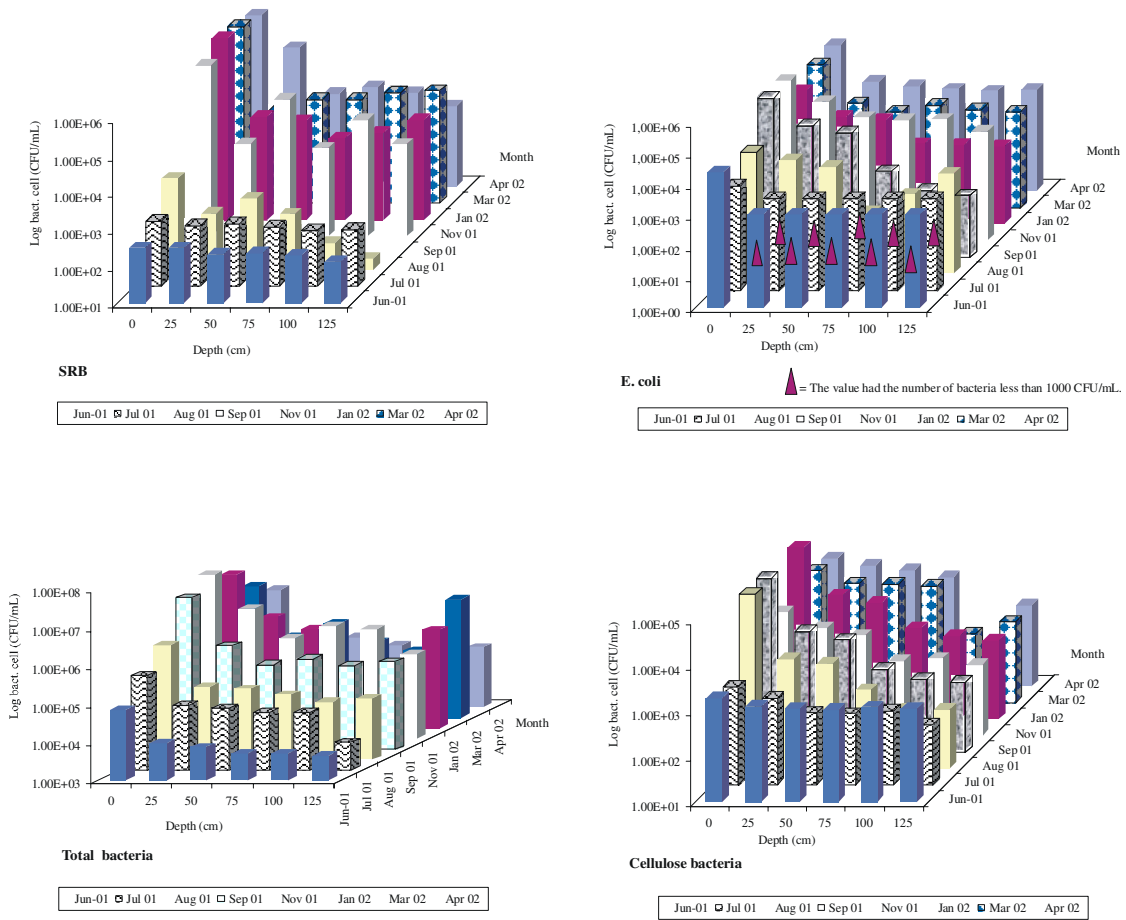 Log bact. cell (CFU/mL)
1.00E+06
1.00E+05
1.00E+04
1.00E+03
1.00E+02
1.00E+01
0 25 50 75 100 125
Depth (cm)
Month
Apr 02
Mar 02
Jan 02
Nov 01
Sep 01
Aug 01
Jul 01
Jun-01
SRB
Jun-01 Jul 01 Aug 01 Sep 01 Nov 01 Jan 02 Mar 02 Apr 02
Log bact. cell (CFU/mL)
1,00E+06
1,00E+05
1,00E+04
1,00E+03
1,00E+02
1,00E+01
1,00E+00
0 25 50 75 100 125
Depth (cm)
Month
Apr 02
Mar 02
Jan 02
Nov 01
Sep 01
Aug 01
Jul 01
Jun-01
E. coli
= The value had the number of bacteria less than 1000 CFU/mL.
Jun-01 Jul 01 Aug 01 Sep 01 Nov 01 Jan 02 Mar 02 Apr 02
Log bact. cell (CFU/mL)
1.00E+08
1.00E+07
1.00E+06
1.00E+05
1.00E+04
1.00E+03
0 25 50 75 100 125
Depth (cm)
Jun-01
Jul 01
Aug 01
Sep 01
Nov 01
Jan 02
Mar 02
Apr 02
Month
Total bacteria
Jun-01 Jul 01 Aug 01 Sep 01 Nov 01 Jan 02 Mar 02 Apr 02
Log bact. cell (CFU/mL)
1.00E+05
1.00E+04
1.00E+03
1.00E+02
1.00E+01
0 25 50 75 100 125
Depth (cm)
Month
Apr 02
Mar 02
Jan 02
Nov 01
Sep 01
Aug 01
Jul 01
Jun-01
Cellulose bacteria
Jun-01 Jul 01 Aug 01 Sep 01 Nov 01 Jan 02 Mar 02 Apr 02